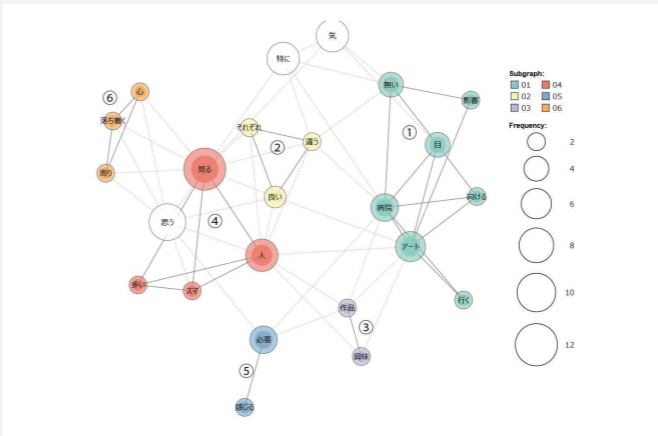 気
特に
無い
影響
心
⑥
落ち着く
それぞれ
①
目
②
違う
周り
見る
良い
向ける
病院
思う
④
アート
人
多い
スマ
行く
作品
③
必要
興味
⑤
感じる
Subgraph:
01 04
02 05
03 06
Frequency:
2
4
6
8
10
12